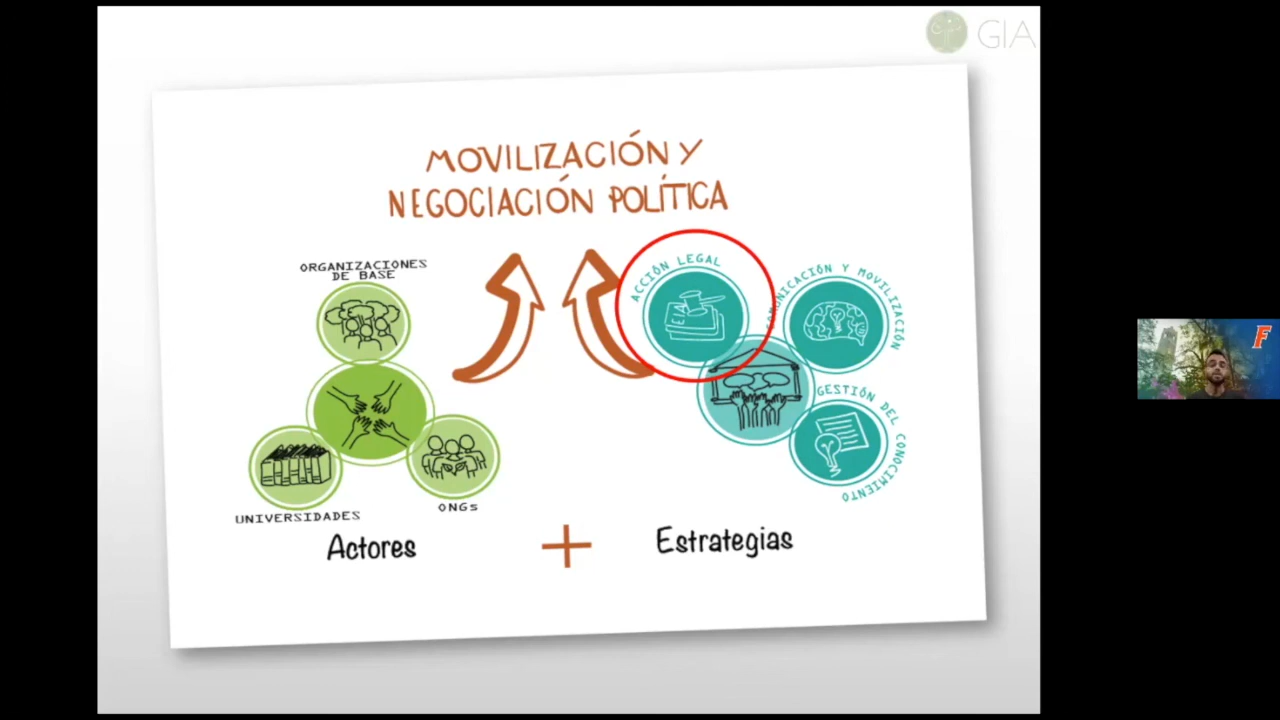 GIA
MOVILIZACIÓN Y
NEGOCIACIÓN POLÍTICA
ORGANIZACIONES
DE BASE
UNIVERSIDADES
ONGs
Actores
+
ACCIÓN LEGAL
COMUNICACIÓN Y MOVILIZACIÓN
GESTIÓN DEL CONOCIMIENTO
Estrategias
F